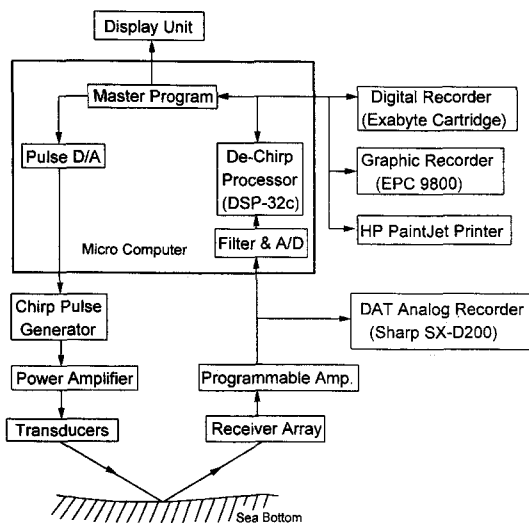 Display Unit
Master Program
Digital Recorder
(Exabyte Cartridge)
Pulse D/A
De-Chirp
Processor
(DSP-32c)
Graphic Recorder
(EPC 9800)
HP PaintJet Printer
Filter & A/D
Micro Computer
Chirp Pulse
Generator
DAT Analog Recorder
(Sharp SX-D200)
Power Amplifier
Programmable Amp.
Transducers
Receiver Array
Sea Bottom